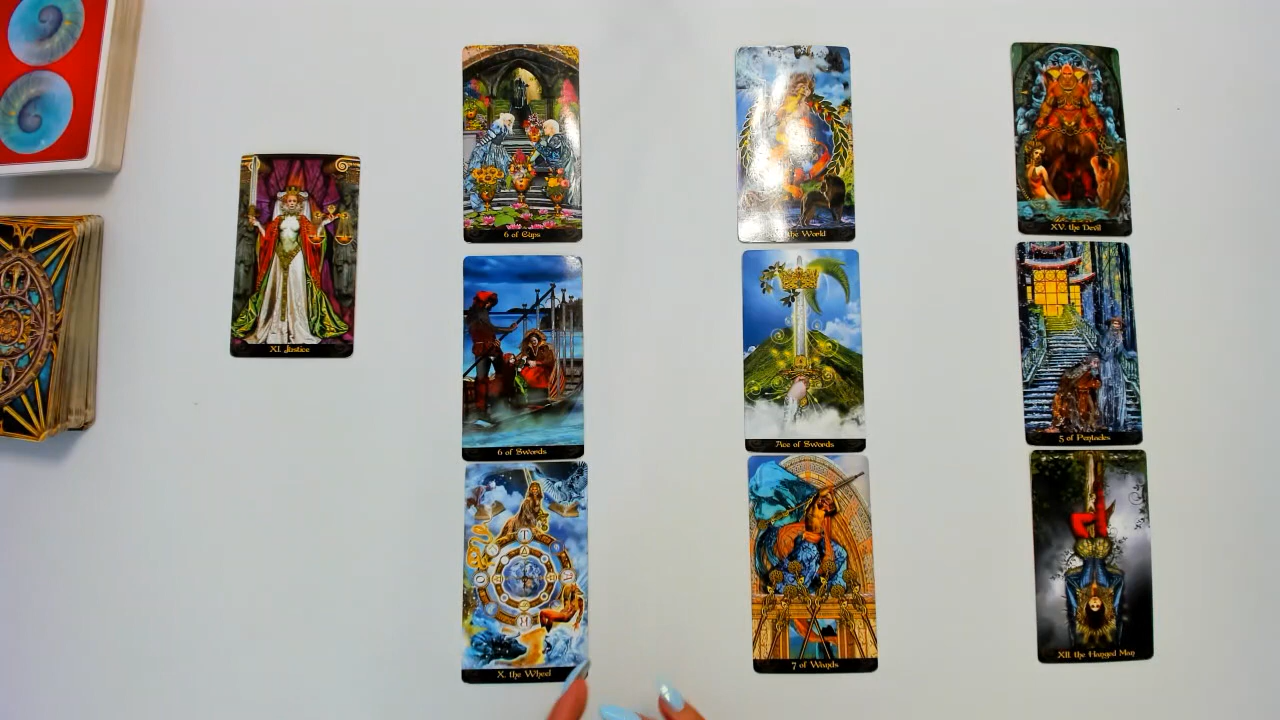 XI. Justice
6 of Cups
6 of Swords
X. the Wheel
the World
Ace of Swords
7 of Wands
XV. the Devil
5 of Pentacles
XII. the Hanged Man